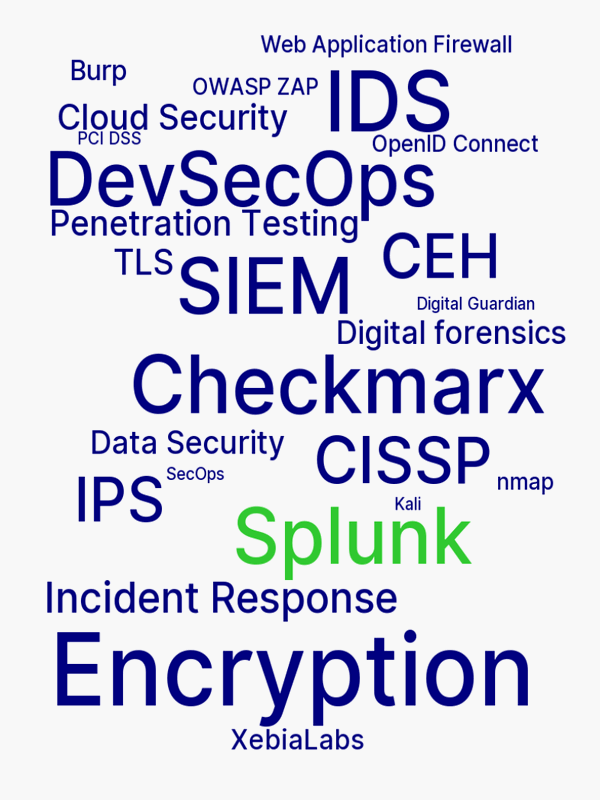 Web Application Firewall
Burp
OWASP ZAP
IDS
Cloud Security
PCI DSS
OpenID Connect
DevSecOps
Penetration Testing
TLS
SIEM
CEH
Digital Guardian
Digital forensics
Checkmarx
Data Security
CISSP
IPS
SecOps
nmap
Kali
Splunk
Incident Response
Encryption
XebiaLabs